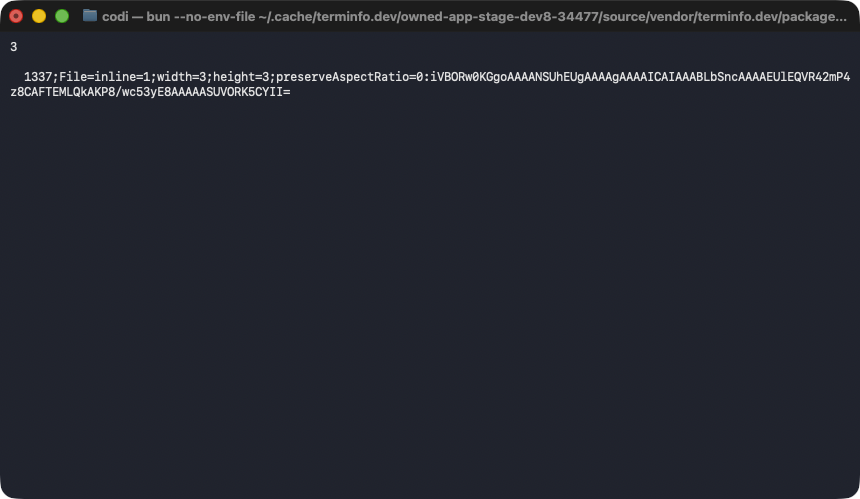 codi — bun --no-env-file ~/.cache/terminfo.dev/owned-app-stage-dev8-34477/source/vendor/terminfo.dev/package...
3
1337;File=inline=1;width=3;height=3;preserveAspectRatio=0:iVBORw0KGgoAAAANSUhEUgAAAAgAAAAICAIAAABLbSncAAAAEUlEQVR42mP4
z8CAFTEMLQkAKP8/wc53yE8AAAAASUVORK5CYII=